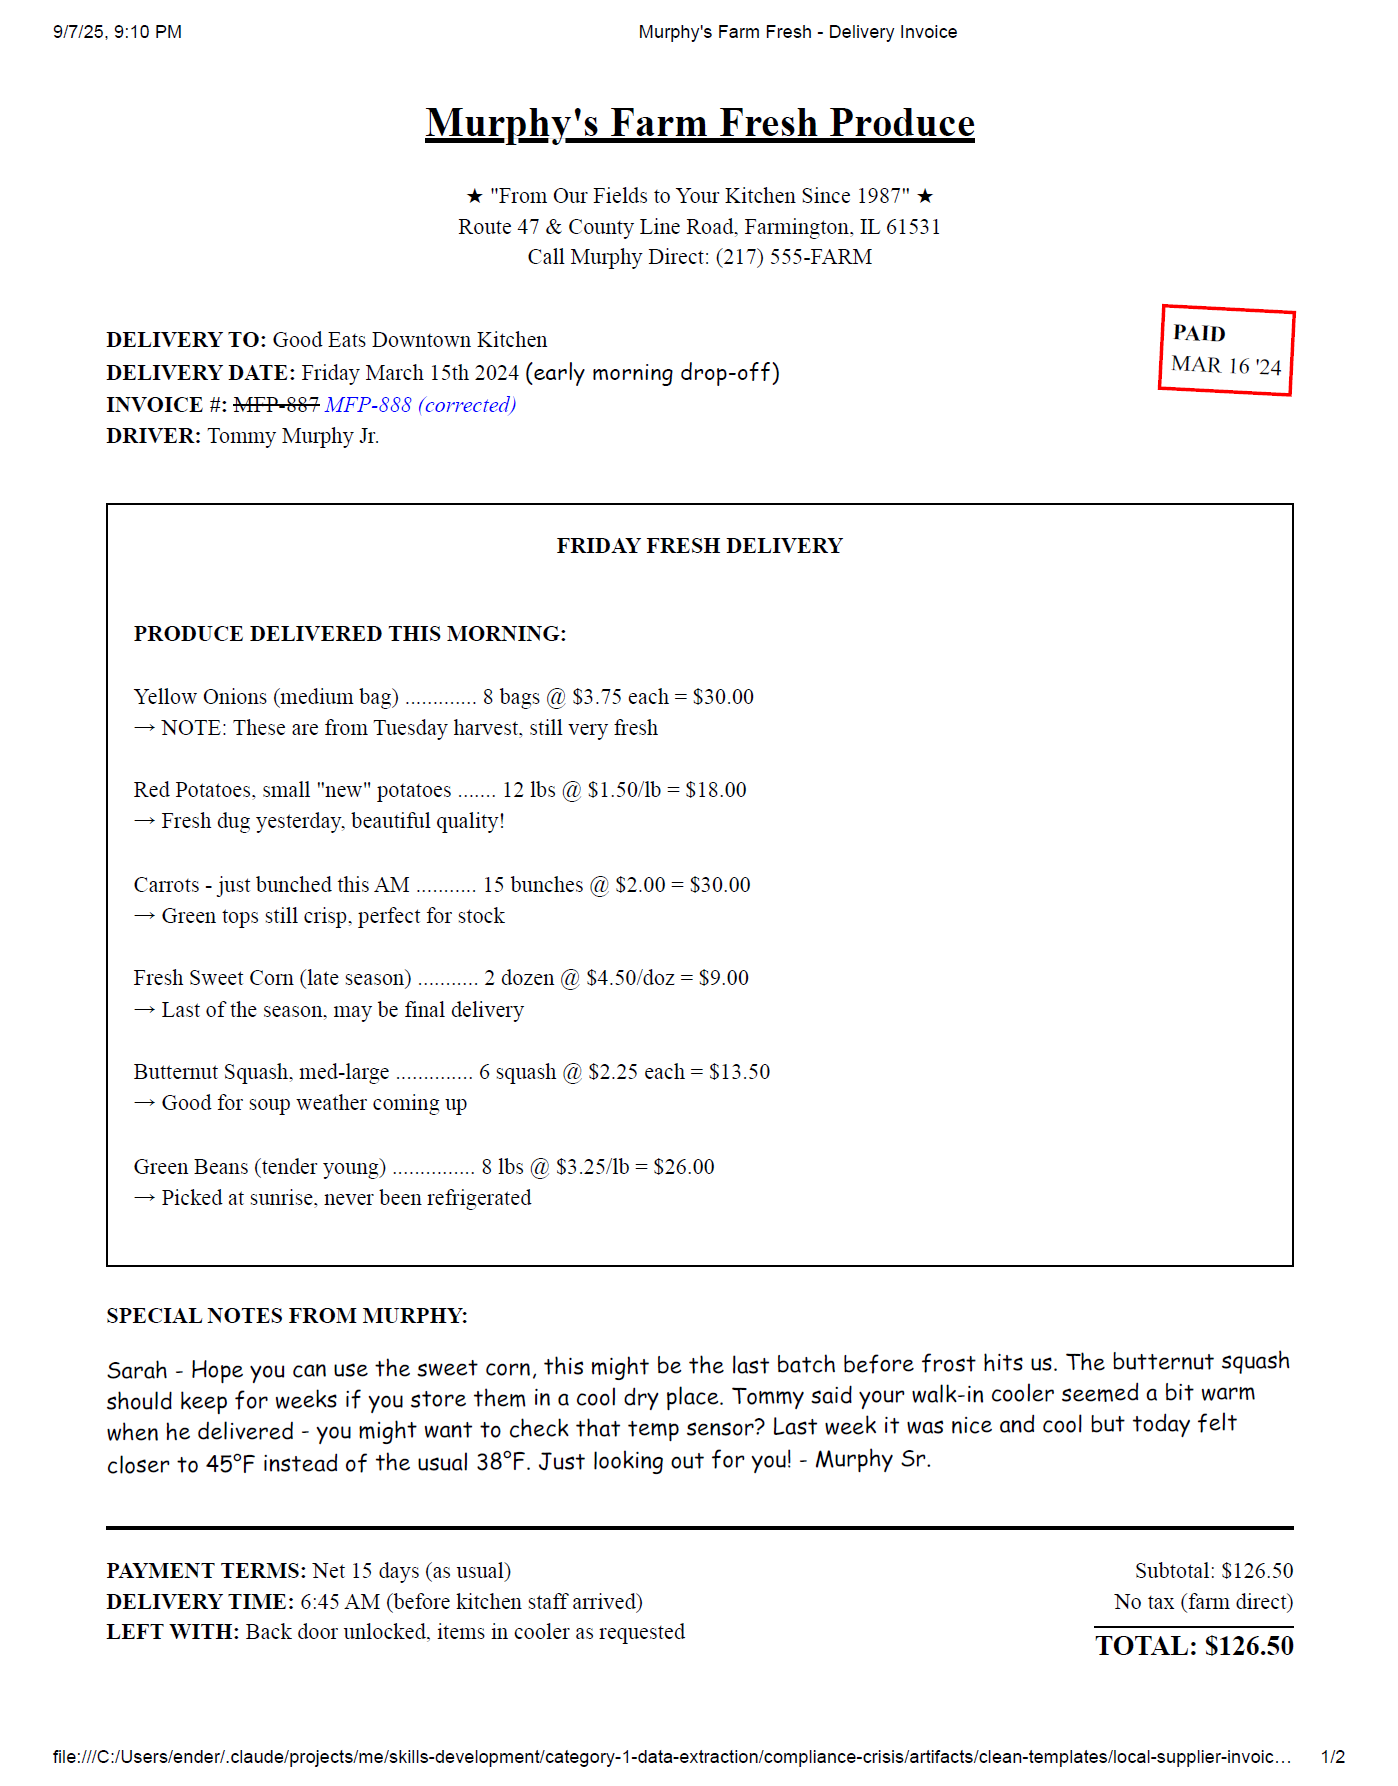 9/7/25, 9:10 PM
Murphy's Farm Fresh - Delivery Invoice
Murphy's Farm Fresh Produce
★ "From Our Fields to Your Kitchen Since 1987" ★
Route 47 & County Line Road, Farmington, IL 61531
Call Murphy Direct: (217) 555-FARM
PAID
MAR 16 '24
DELIVERY TO: Good Eats Downtown Kitchen
DELIVERY DATE: Friday March 15th 2024 (early morning drop-off)
INVOICE #: MFP-887 MFP-888 (corrected)
DRIVER: Tommy Murphy Jr.
FRIDAY FRESH DELIVERY
PRODUCE DELIVERED THIS MORNING:
Yellow Onions (medium bag) ............. 8 bags @ $3.75 each = $30.00
→ NOTE: These are from Tuesday harvest, still very fresh
Red Potatoes, small "new" potatoes ....... 12 lbs @ $1.50/lb = $18.00
→ Fresh dug yesterday, beautiful quality!
Carrots - just bunched this AM ........... 15 bunches @ $2.00 = $30.00
→ Green tops still crisp, perfect for stock
Fresh Sweet Corn (late season) ........... 2 dozen @ $4.50/doz = $9.00
→ Last of the season, may be final delivery
Butternut Squash, med-large .............. 6 squash @ $2.25 each = $13.50
→ Good for soup weather coming up
Green Beans (tender young) ............... 8 lbs @ $3.25/lb = $26.00
→ Picked at sunrise, never been refrigerated
SPECIAL NOTES FROM MURPHY:
Sarah - Hope you can use the sweet corn, this might be the last batch before frost hits us. The butternut squash
should keep for weeks if you store them in a cool dry place. Tommy said your walk-in cooler seemed a bit warm
when he delivered - you might want to check that temp sensor? Last week it was nice and cool but today felt
closer to 45°F instead of the usual 38°F. Just looking out for you! - Murphy Sr.
PAYMENT TERMS: Net 15 days (as usual)
DELIVERY TIME: 6:45 AM (before kitchen staff arrived)
LEFT WITH: Back door unlocked, items in cooler as requested
Subtotal: $126.50
No tax (farm direct)
TOTAL: $126.50
file:///C:/Users/ender/.claude/projects/me/skills-development/category-1-data-extraction/compliance-crisis/artifacts/clean-templates/local-supplier-invoic…
1/2